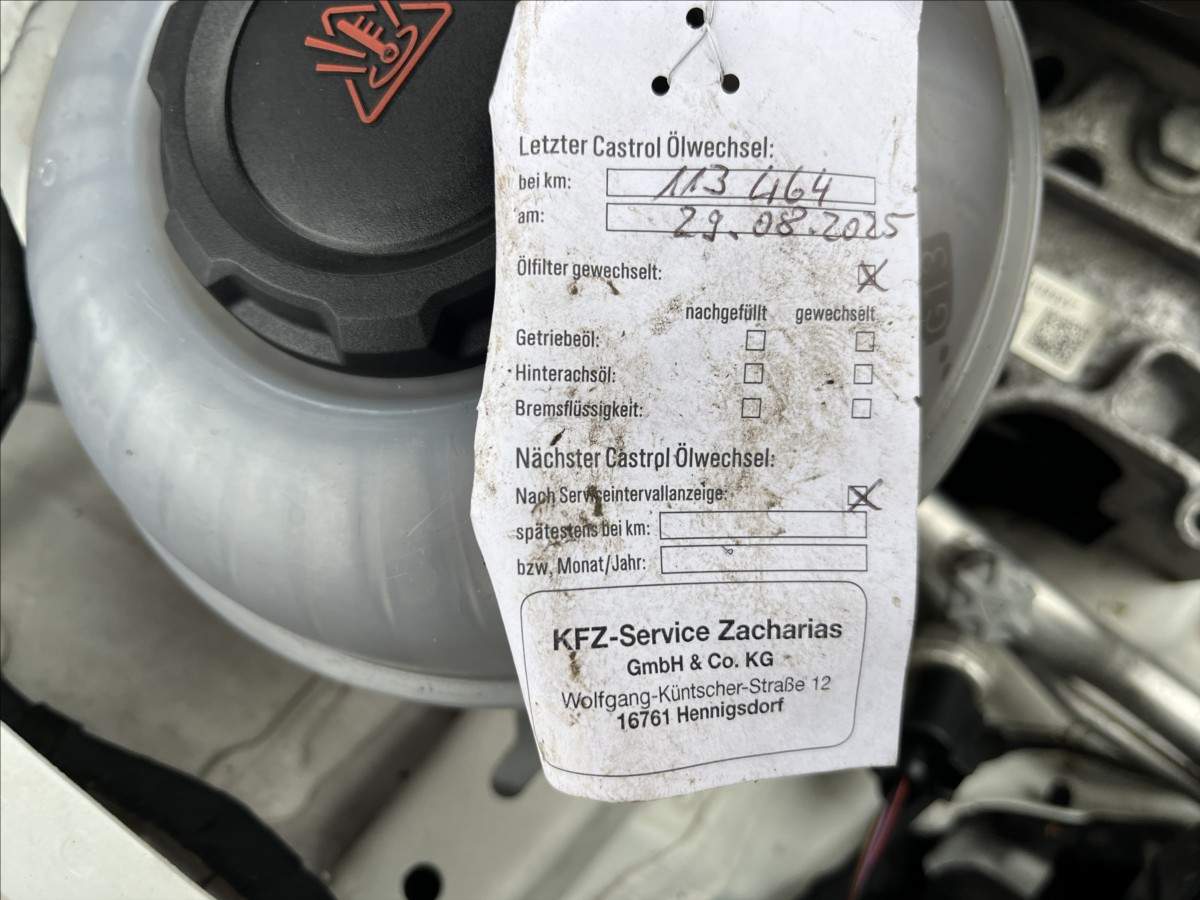 Letzter Castrol Ölwechsel:
bei km: 113 464
am: 29.08.2025
Ölfilter gewechselt:
nachgefüllt gewechselt
Getriebeöl:
Hinterachsöl:
Bremsflüssigkeit:
Nächster Castrol Ölwechsel:
Nach Serviceintervallanzeige:
spätestens bei km:
bzw. Monat/Jahr:
KFZ-Service Zacharias
GmbH & Co. KG
Wolfgang-Küntscher-Straße 12
16761 Hennigsdorf
G13